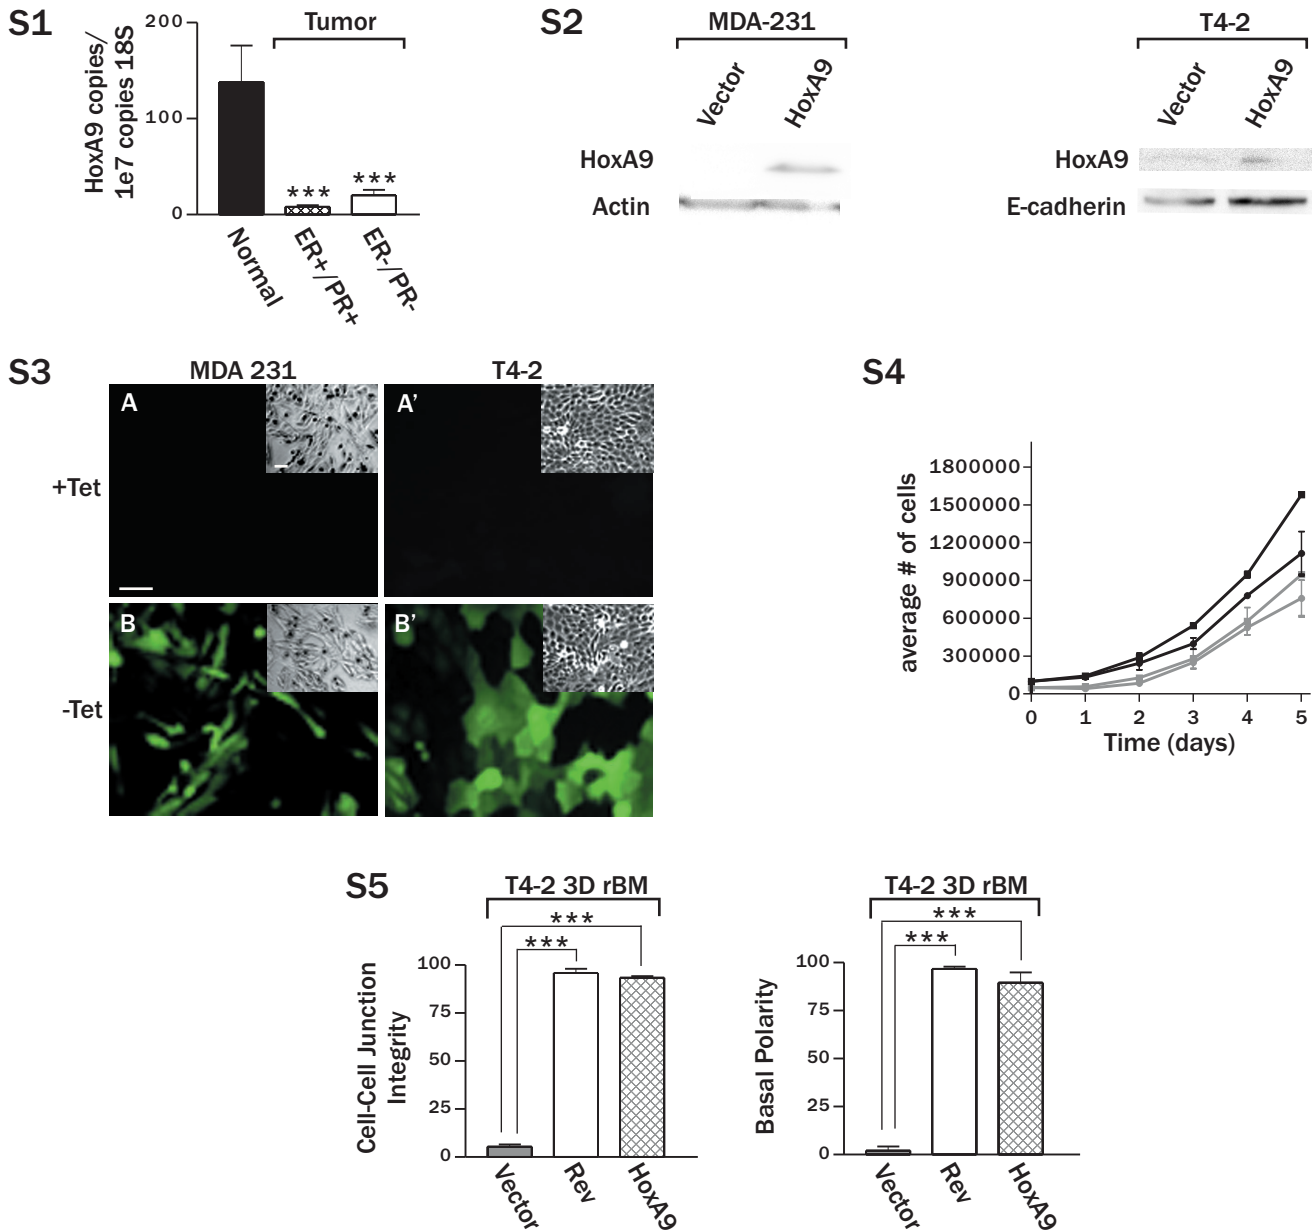 S1
Tumor
HoxA9 copies/
1e7 copies 18S
200
100
0
***
***
Normal
ER+/PR+
ER-/PR-
S2
MDA-231
Vector
HoxA9
HoxA9
Actin
T4-2
Vector
HoxA9
HoxA9
E-cadherin
S3
MDA 231
T4-2
+Tet
A
A'
-Tet
B
B'
S4
average # of cells
1800000
1500000
1200000
900000
600000
300000
0
0 1 2 3 4 5
Time (days)
S5
T4-2 3D rBM
***
***
Cell-Cell Junction
Integrity
100
75
50
25
0
Vector
Rev
HoxA9
T4-2 3D rBM
***
***
Basal Polarity
100
75
50
25
0
Vector
Rev
HoxA9